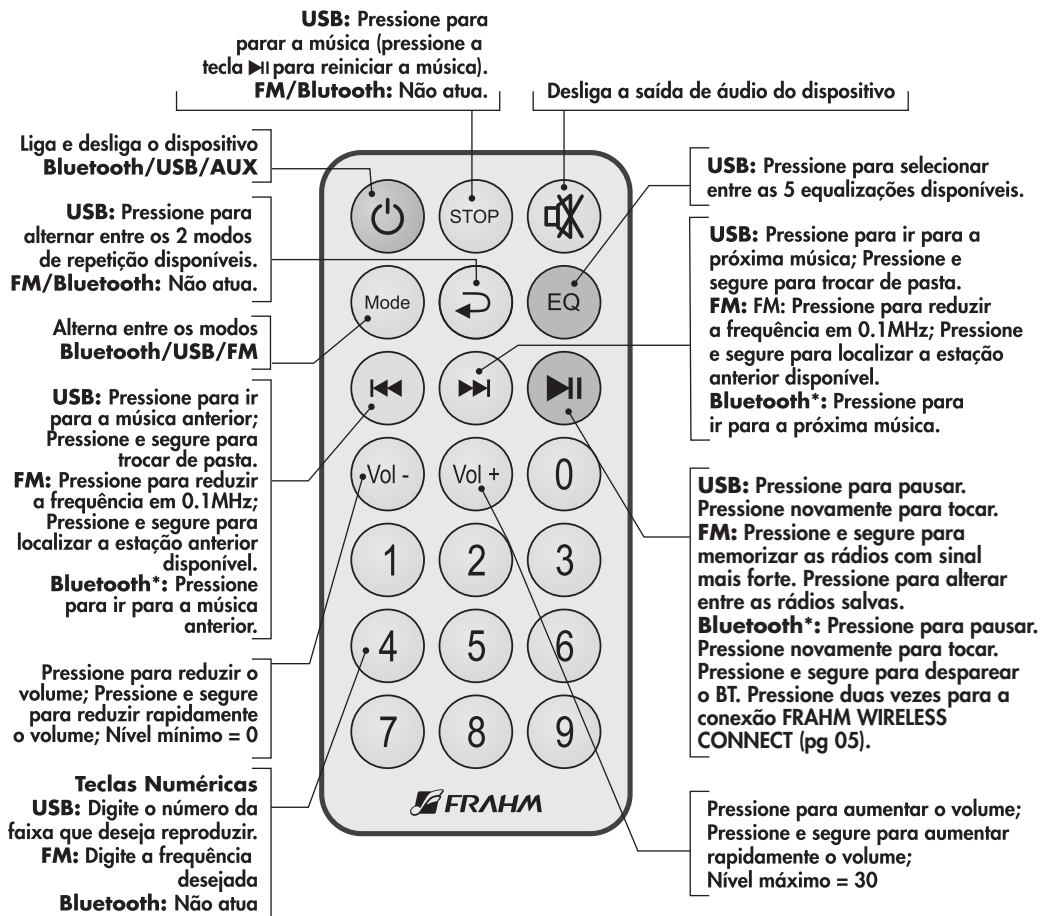 USB: Pressione para
parar a música (pressione a
tecla ⏯ para reiniciar a música).
FM/Blutooth: Não atua.
Desliga a saída de áudio do dispositivo
Liga e desliga o dispositivo
Bluetooth/USB/AUX
USB: Pressione para
alternar entre os 2 modos
de repetição disponíveis.
FM/Bluetooth: Não atua.
Alterna entre os modos
Bluetooth/USB/FM
USB: Pressione para ir
para a música anterior;
Pressione e segure para
trocar de pasta.
FM: Pressione para reduzir
a frequência em 0.1MHz;
Pressione e segure para
localizar a estação anterior
disponível.
Bluetooth*: Pressione
para ir para a música
anterior.
Pressione para reduzir o
volume; Pressione e segure
para reduzir rapidamente
o volume; Nível mínimo = 0
Teclas Numéricas
USB: Digite o número da
faixa que deseja reproduzir.
FM: Digite a frequência
desejada
Bluetooth: Não atua
STOP
Mode
EQ
Vol -
Vol +
0
1
2
3
4
5
6
7
8
9
FRAHM
USB: Pressione para selecionar
entre as 5 equalizações disponíveis.
USB: Pressione para ir para a
próxima música; Pressione e
segure para trocar de pasta.
FM: FM: Pressione para reduzir
a frequência em 0.1MHz; Pressione
e segure para localizar a estação
anterior disponível.
Bluetooth*: Pressione para
ir para a próxima música.
USB: Pressione para pausar.
Pressione novamente para tocar.
FM: Pressione e segure para
memorizar as rádios com sinal
mais forte. Pressione para alterar
entre as rádios salvas.
Bluetooth*: Pressione para pausar.
Pressione novamente para tocar.
Pressione e segure para desparear
o BT. Pressione duas vezes para a
conexão FRAHM WIRELESS
CONNECT (pg 05).
Pressione para aumentar o volume;
Pressione e segure para aumentar
rapidamente o volume;
Nível máximo = 30